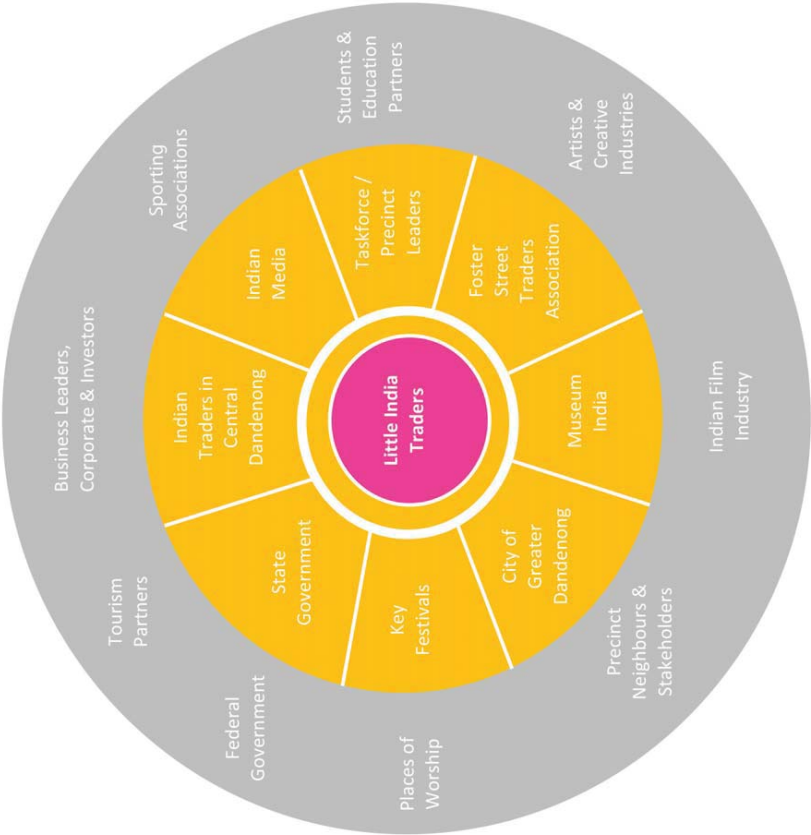 Little India
Traders
Indian
Traders in
Central
Dandenong
Indian
Media
Taskforce /
Precinct
Leaders
Foster
Street
Traders
Association
Museum
India
City of
Greater
Dandenong
Key
Festivals
State
Government
Business Leaders,
Corporate & Investors
Sporting
Associations
Students &
Education
Partners
Artists &
Creative
Industries
Indian Film
Industry
Precinct
Neighbours &
Stakeholders
Places of
Worship
Federal
Government
Tourism
Partners